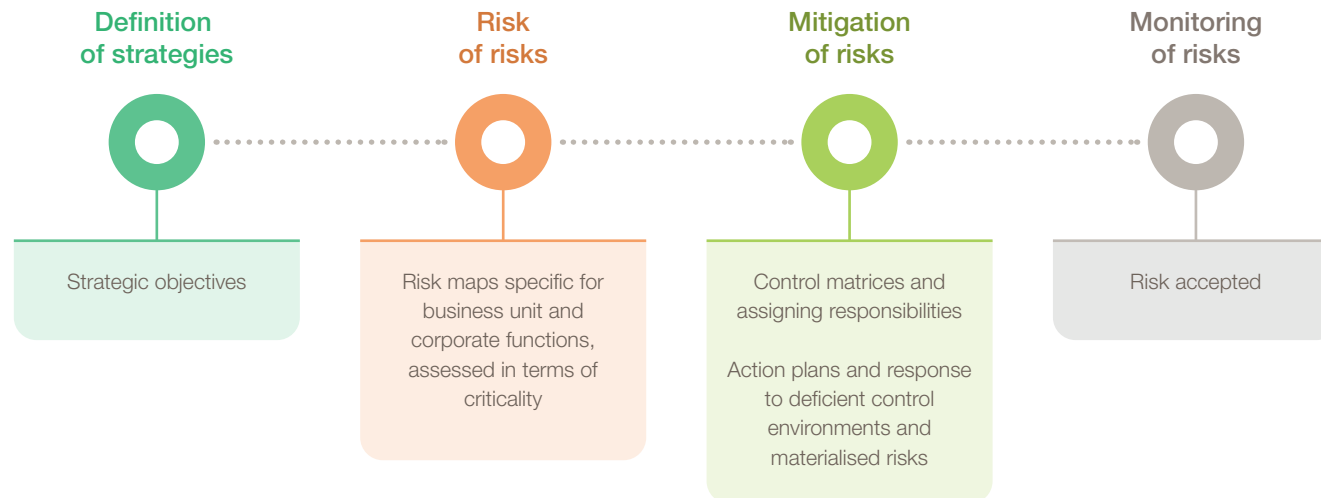 Definition
of strategies
Risk
of risks
Mitigation
of risks
Monitoring
of risks
Strategic objectives
Risk maps specific for
business unit and
corporate functions,
assessed in terms of
criticality
Control matrices and
assigning responsibilities
Action plans and response
to deficient control
environments and
materialised risks
Risk accepted